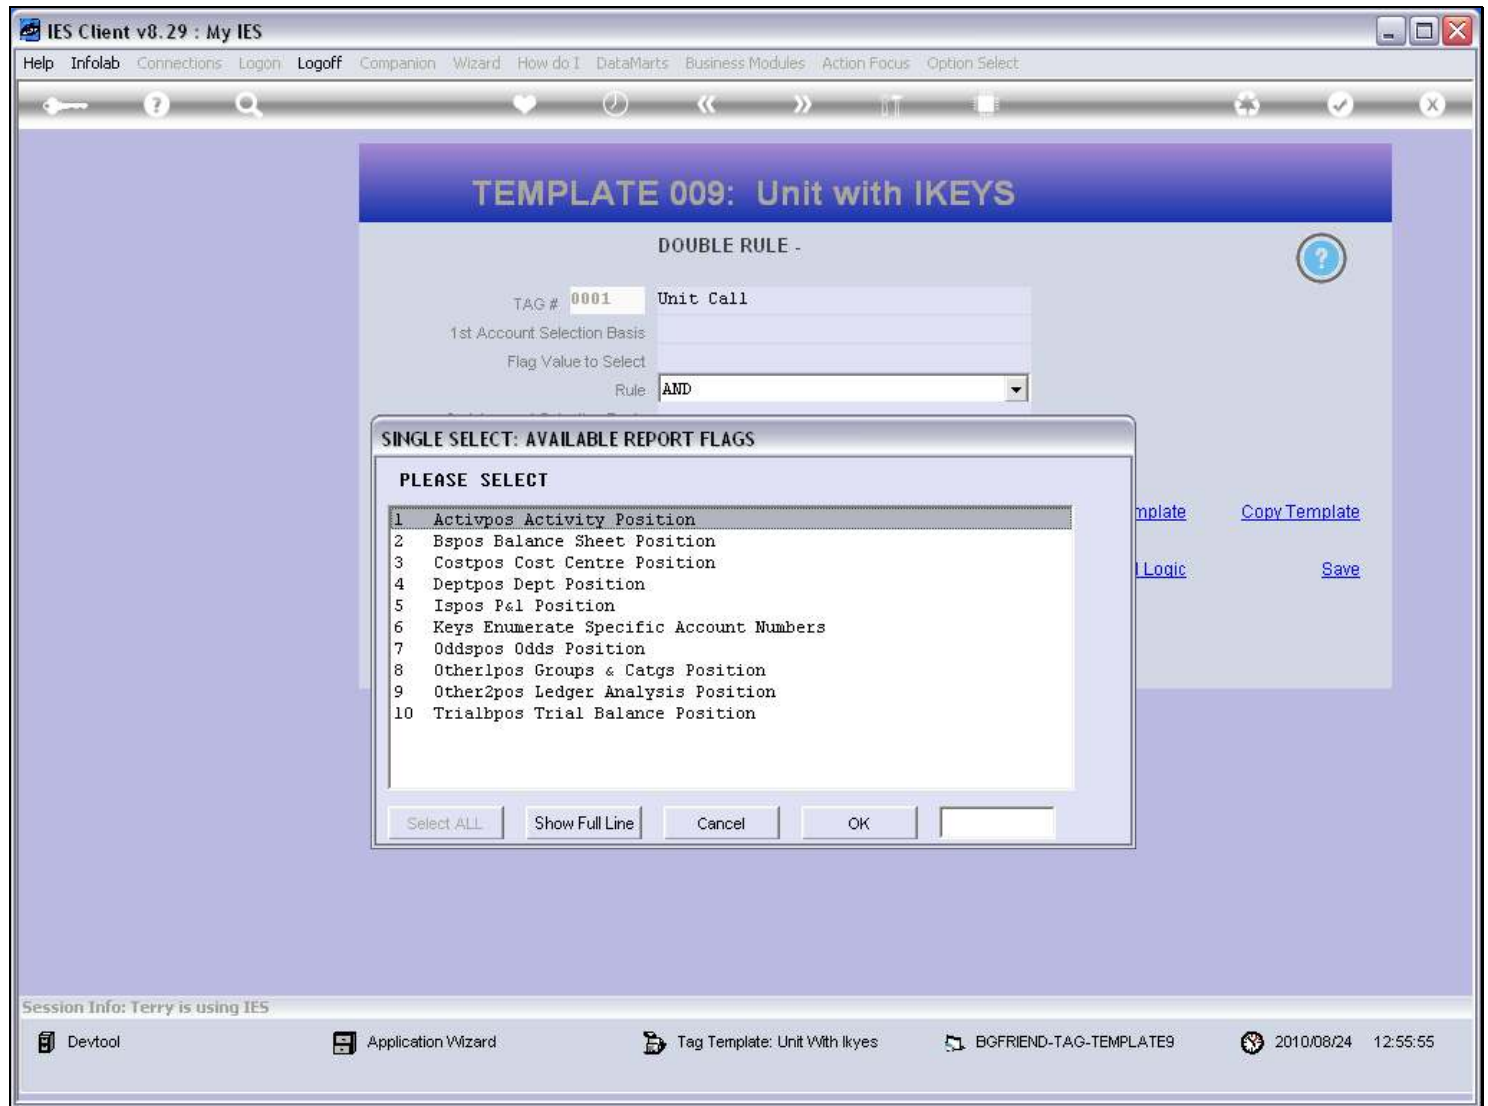 IES Client v8.29 : My IES
Help Infolab Connections Logon Logoff Companion Wizard How do I DataMarts Business Modules Action Focus Option Select
TEMPLATE 009: Unit with IKEYS
DOUBLE RULE -
TAG # 0001 Unit Call
1st Account Selection Basis
Flag Value to Select
Rule AND
SINGLE SELECT: AVAILABLE REPORT FLAGS
PLEASE SELECT
1 Activpos Activity Position
2 Bspos Balance Sheet Position
3 Costpos Cost Centre Position
4 Deptpos Dept Position
5 Ispos P&l Position
6 Keys Enumerate Specific Account Numbers
7 Oddspos Odds Position
8 Other1pos Groups & Catgs Position
9 Other2pos Ledger Analysis Position
10 Trialbpos Trial Balance Position
Select ALL Show Full Line Cancel OK
mplate Copy Template
Logic Save
Session Info: Terry is using IES
Devtool Application Wizard Tag Template: Unit With Ikyes BGFRIEND-TAG-TEMPLATE9 2010/08/24 12:55:55